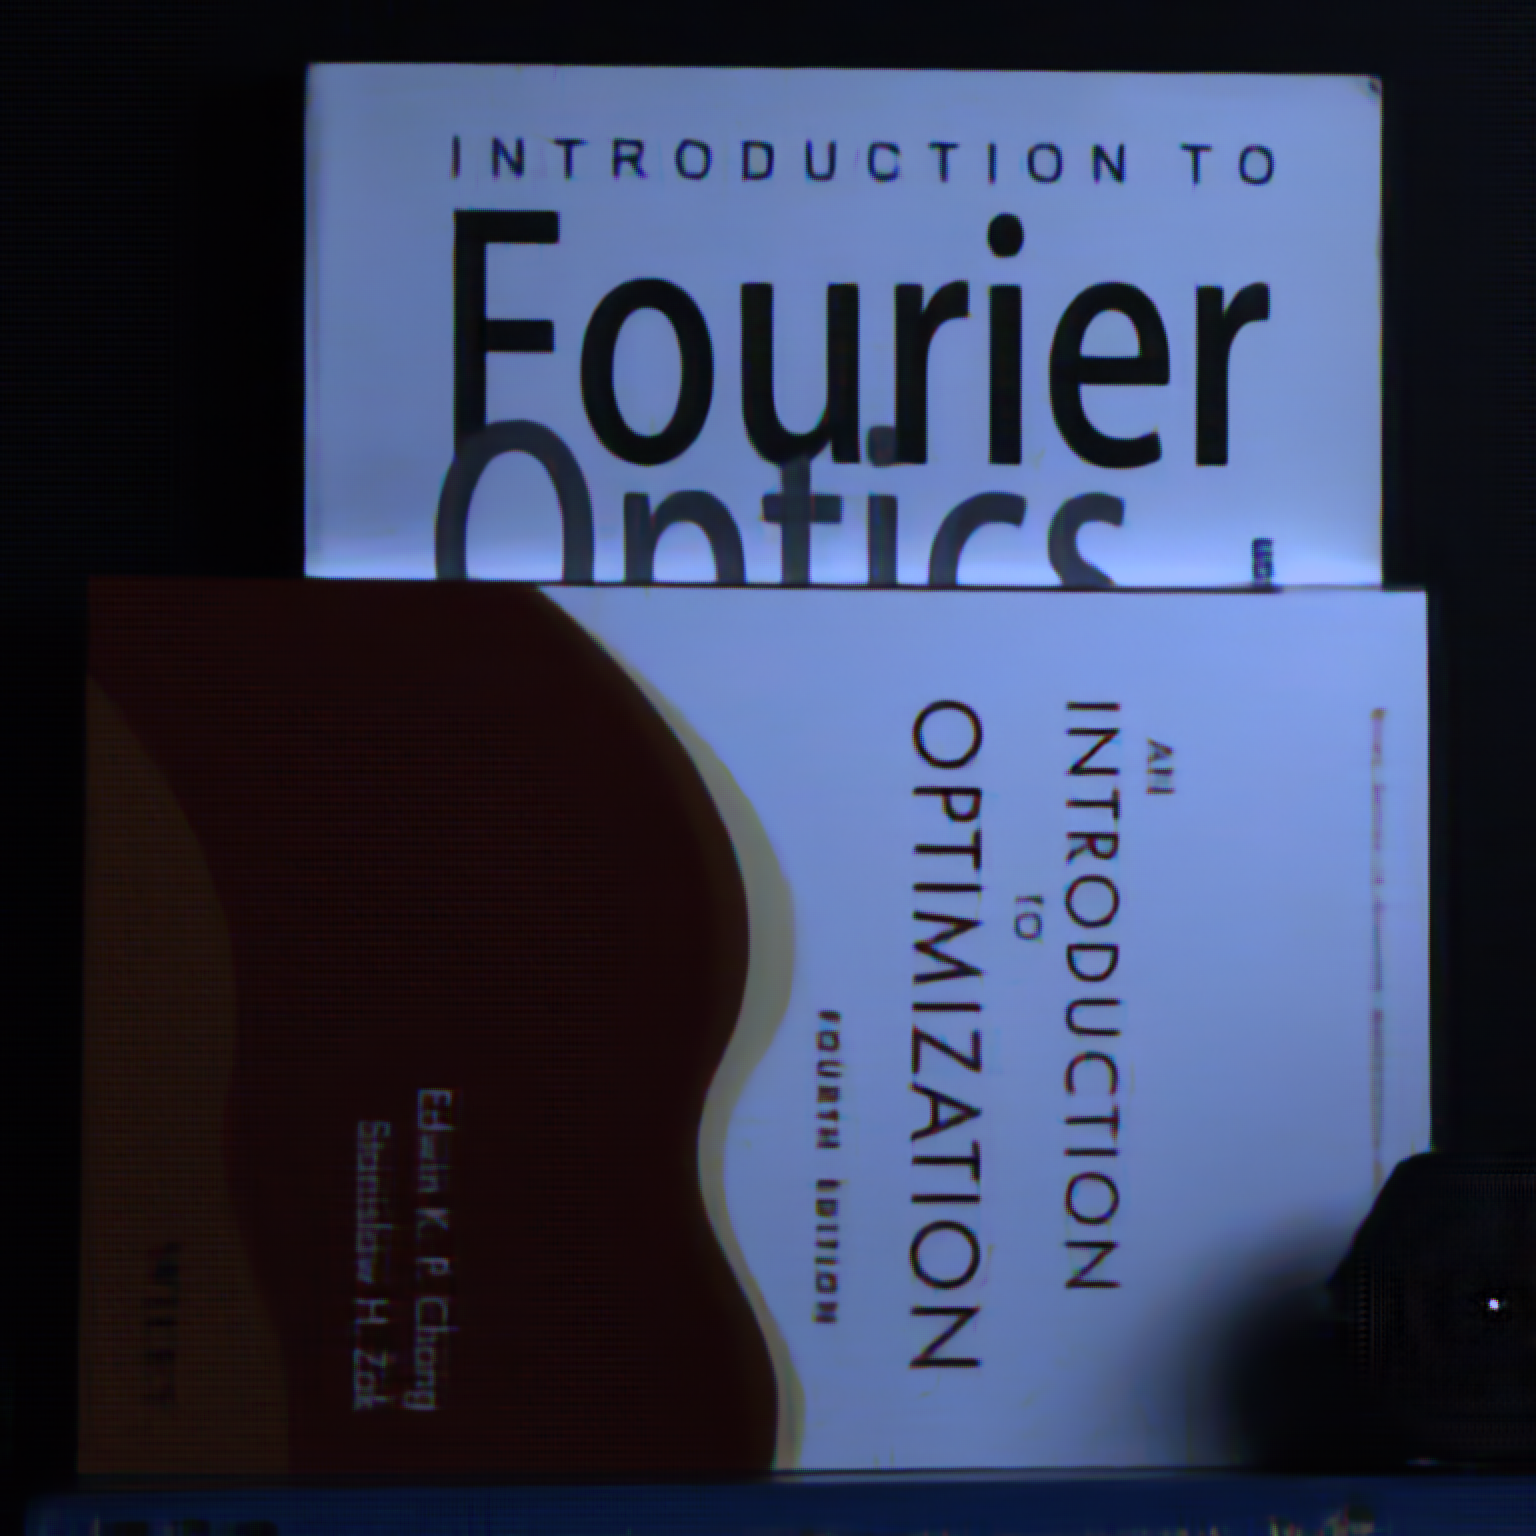 INTRODUCTION TO
Fourier
Optics
AN
INTRODUCTION
TO
OPTIMIZATION
FOURTH EDITION
Edwin K. P. Chong
Stanislaw H. Żak